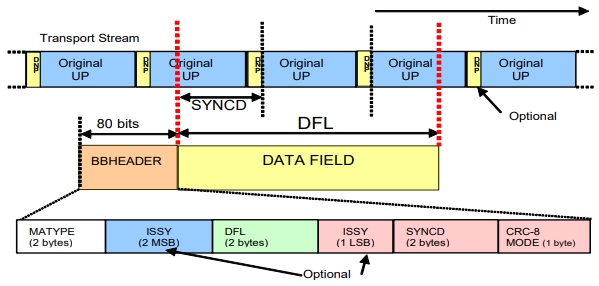 Time
Transport Stream
DNP
Original
UP
DNP
Original
UP
DNP
Original
UP
DNP
Original
UP
DNP
Original
UP
SYNCD
Optional
80 bits
DFL
BBHEADER
DATA FIELD
MATYPE
(2 bytes)
ISSY
(2 MSB)
DFL
(2 bytes)
ISSY
(1 LSB)
SYNCD
(2 bytes)
CRC-8
MODE (1 byte)
Optional